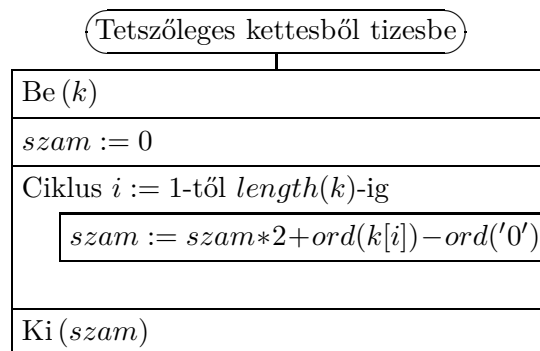 Tetszőleges kettesből tizesbe
Be (k)
szam := 0
Ciklus i := 1-től length(k)-ig
szam := szam*2+ord(k[i])−ord('0')
Ki (szam)